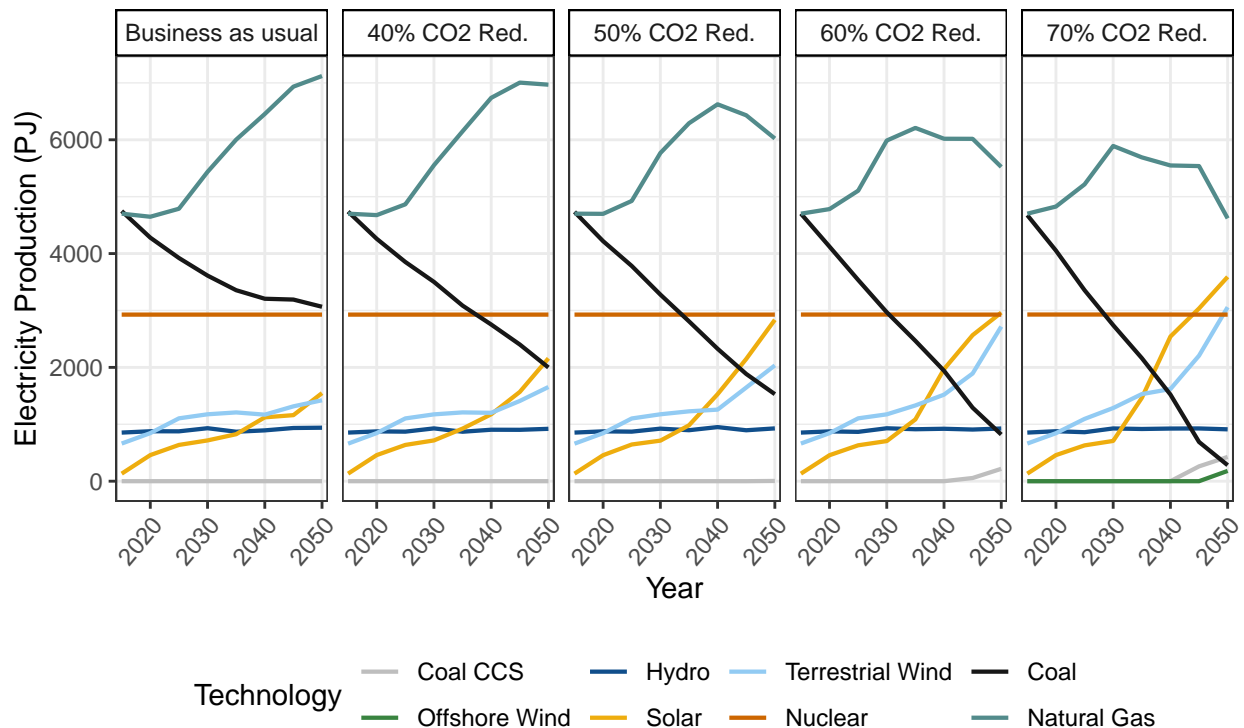 Business as usual 40% CO2 Red. 50% CO2 Red. 60% CO2 Red. 70% CO2 Red.
Electricity Production (PJ)
6000
4000
2000
0
2020 2030 2040 2050 2020 2030 2040 2050 2020 2030 2040 2050 2020 2030 2040 2050 2020 2030 2040 2050
Year
Technology
Coal CCS Hydro Terrestrial Wind Coal
Offshore Wind Solar Nuclear Natural Gas